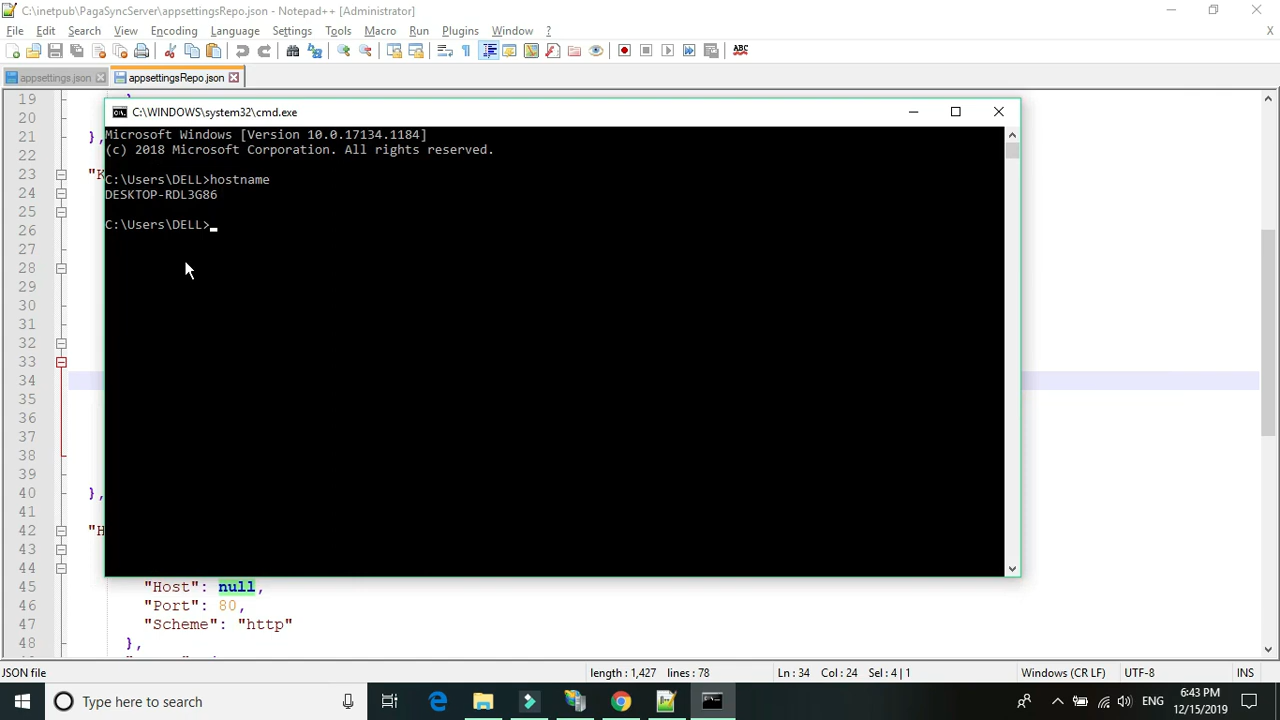 C:\inetpub\PagaSyncServer\appsettingsRepo.json - Notepad++ [Administrator]
File Edit Search View Encoding Language Settings Tools Macro Run Plugins Window ? X
ABC
appsettings.json appsettingsRepo.json
19
20
21 },
22
23 "K
24
25
26
27
28
29
30
31
32
33
34
35
36
37
38
39
40 },
41
42 "H
43
44
45 "Host": null,
46 "Port": 80,
47 "Scheme": "http"
48 },
C:\WINDOWS\system32\cmd.exe
Microsoft Windows [Version 10.0.17134.1184]
(c) 2018 Microsoft Corporation. All rights reserved.
C:\Users\DELL>hostname
DESKTOP-RDL3G86
C:\Users\DELL>
JSON file length : 1,427 lines : 78 Ln : 34 Col : 24 Sel : 4 | 1 Windows (CR LF) UTF-8 INS
Type here to search
ENG
6:43 PM
12/15/2019